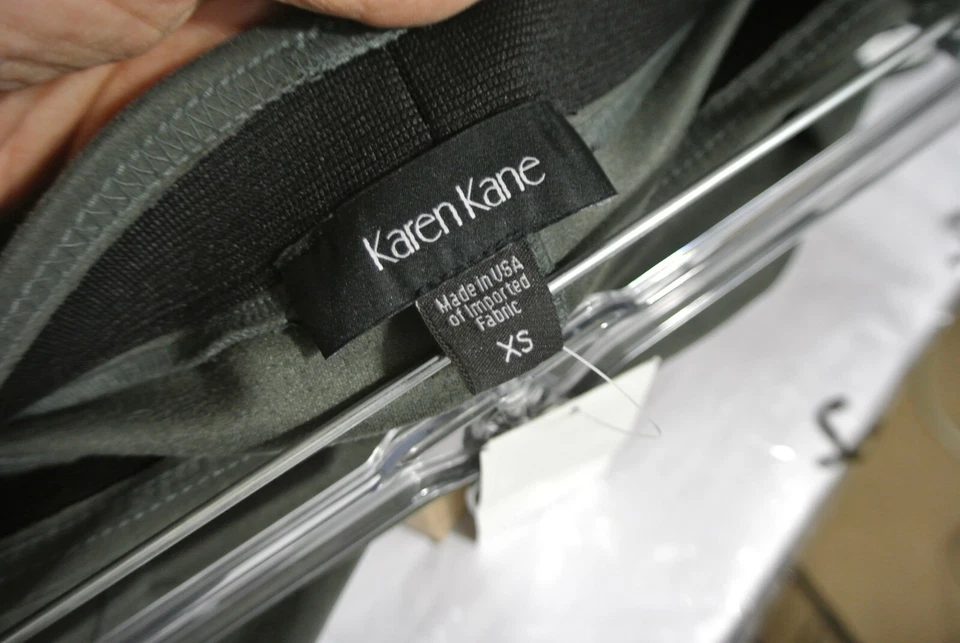 Karen Kane
Made in USA
of Imported
Fabric
XS